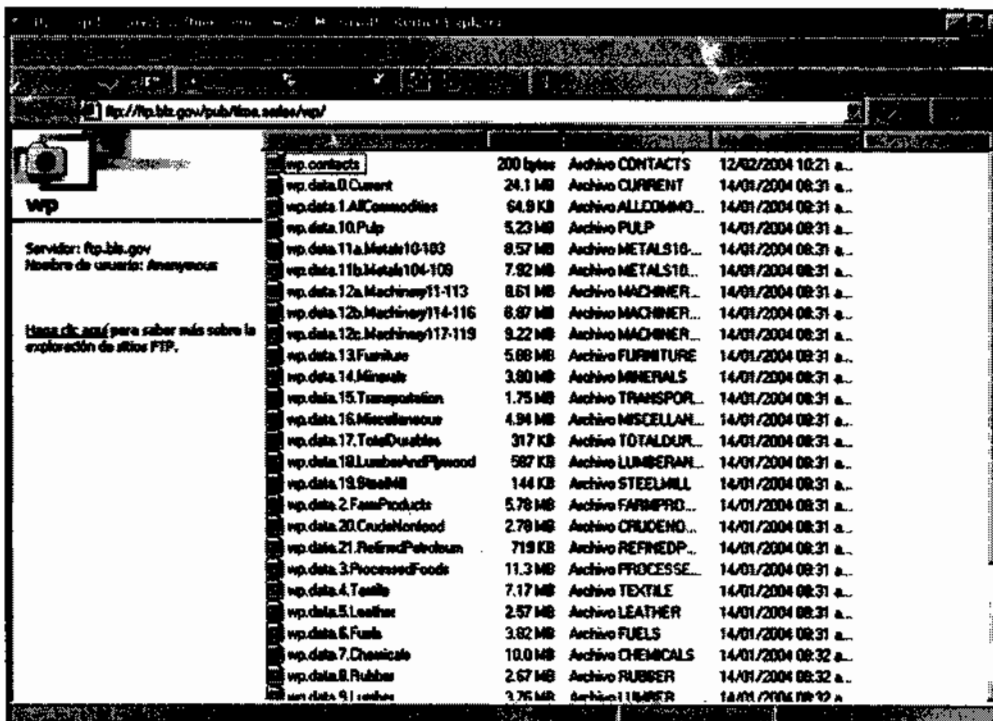 ftp://ftp.bls.gov/pub/time.series/wp/
wp
Servidor: ftp.bls.gov
Nombre de usuario: Anonymous
Haga clic aquí para saber más sobre la
exploración de sitios FTP.
wp.contacts 200 bytes Archivo CONTACTS 12/02/2004 10:21 a...
wp.data.0.Current 24.1 MB Archivo CURRENT 14/01/2004 08:31 a...
wp.data.1.AllCommodities 64.9 KB Archivo ALLCOMMO... 14/01/2004 08:31 a...
wp.data.10.Pulp 5.23 MB Archivo PULP 14/01/2004 08:31 a...
wp.data.11a.Metals10-103 8.57 MB Archivo METALS10-... 14/01/2004 08:31 a...
wp.data.11b.Metals104-109 7.92 MB Archivo METALS10... 14/01/2004 08:31 a...
wp.data.12a.Machinery11-113 8.61 MB Archivo MACHINER... 14/01/2004 08:31 a...
wp.data.12b.Machinery114-116 6.87 MB Archivo MACHINER... 14/01/2004 08:31 a...
wp.data.12c.Machinery117-119 9.22 MB Archivo MACHINER... 14/01/2004 08:31 a...
wp.data.13.Furniture 5.88 MB Archivo FURNITURE 14/01/2004 08:31 a...
wp.data.14.Minerals 3.80 MB Archivo MINERALS 14/01/2004 08:31 a...
wp.data.15.Transportation 1.75 MB Archivo TRANSPOR... 14/01/2004 08:31 a...
wp.data.16.Miscellaneous 4.94 MB Archivo MISCELLAN... 14/01/2004 08:31 a...
wp.data.17.TotalDurables 317 KB Archivo TOTALDUR... 14/01/2004 08:31 a...
wp.data.18.LumberAndPlywood 587 KB Archivo LUMBERAN... 14/01/2004 08:31 a...
wp.data.19.SteelMill 144 KB Archivo STEELMILL 14/01/2004 08:31 a...
wp.data.2.FarmProducts 5.78 MB Archivo FARMPRO... 14/01/2004 08:31 a...
wp.data.20.CrudeNonfood 2.78 MB Archivo CRUDENO... 14/01/2004 08:31 a...
wp.data.21.RefinedPetroleum 719 KB Archivo REFINEDP... 14/01/2004 08:31 a...
wp.data.3.ProcessedFoods 11.3 MB Archivo PROCESSE... 14/01/2004 08:31 a...
wp.data.4.Textile 7.17 MB Archivo TEXTILE 14/01/2004 08:31 a...
wp.data.5.Leather 2.57 MB Archivo LEATHER 14/01/2004 08:31 a...
wp.data.6.Fuels 3.82 MB Archivo FUELS 14/01/2004 08:31 a...
wp.data.7.Chemicals 10.0 MB Archivo CHEMICALS 14/01/2004 08:32 a...
wp.data.8.Rubber 2.67 MB Archivo RUBBER 14/01/2004 08:32 a...
wp.data.9.Lumber 3.76 MB Archivo LUMBER 14/01/2004 08:32 a...